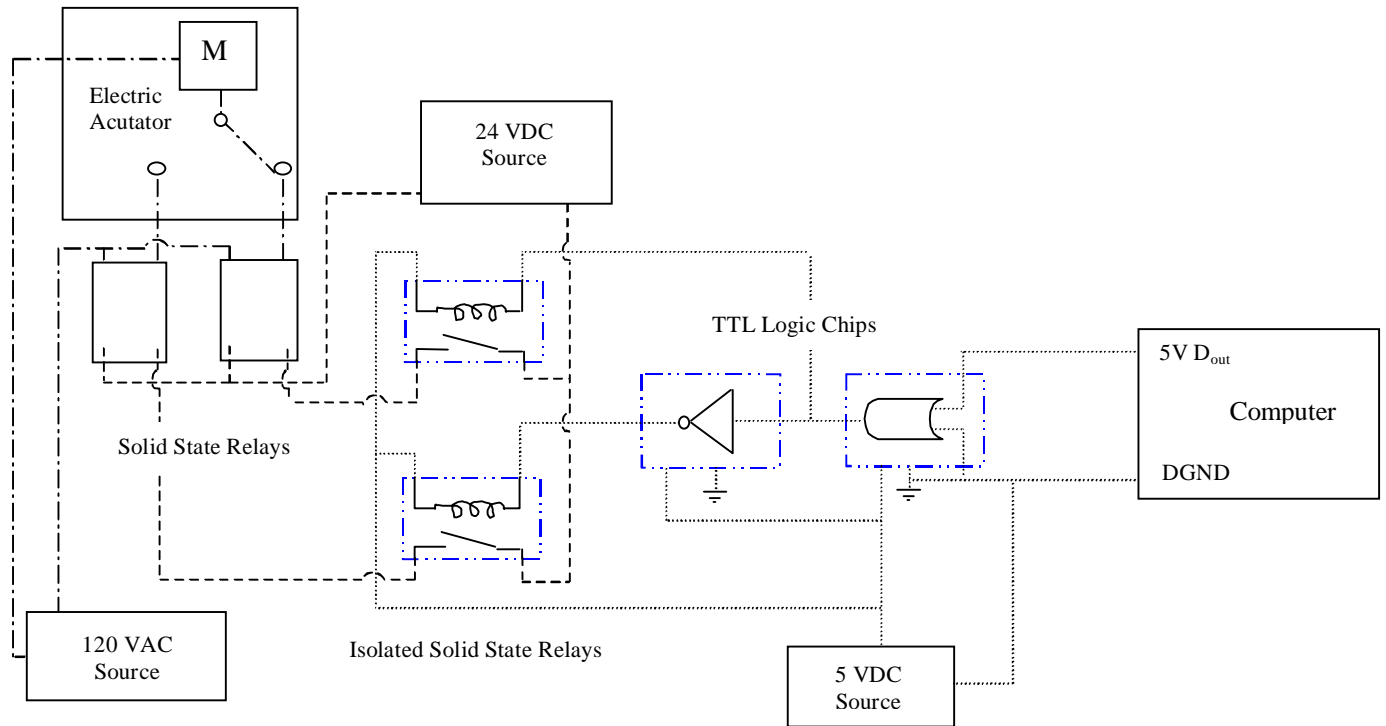 M
Electric
Acutator
24 VDC
Source
TTL Logic Chips
5V Dout
Computer
DGND
Solid State Relays
120 VAC
Source
Isolated Solid State Relays
5 VDC
Source